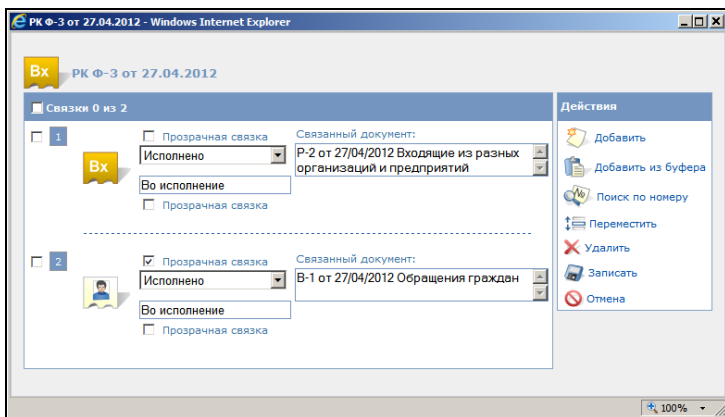 РК Ф-3 от 27.04.2012 - Windows Internet Explorer
Вх
РК Ф-3 от 27.04.2012
Связки 0 из 2
1
Вх
Прозрачная связка
Исполнено
Во исполнение
Прозрачная связка
Связанный документ:
Р-2 от 27/04/2012 Входящие из разных
организаций и предприятий
2
Прозрачная связка
Исполнено
Во исполнение
Прозрачная связка
Связанный документ:
В-1 от 27/04/2012 Обращения граждан
Действия
Добавить
Добавить из буфера
No
Поиск по номеру
Переместить
Удалить
Записать
Отмена
100%